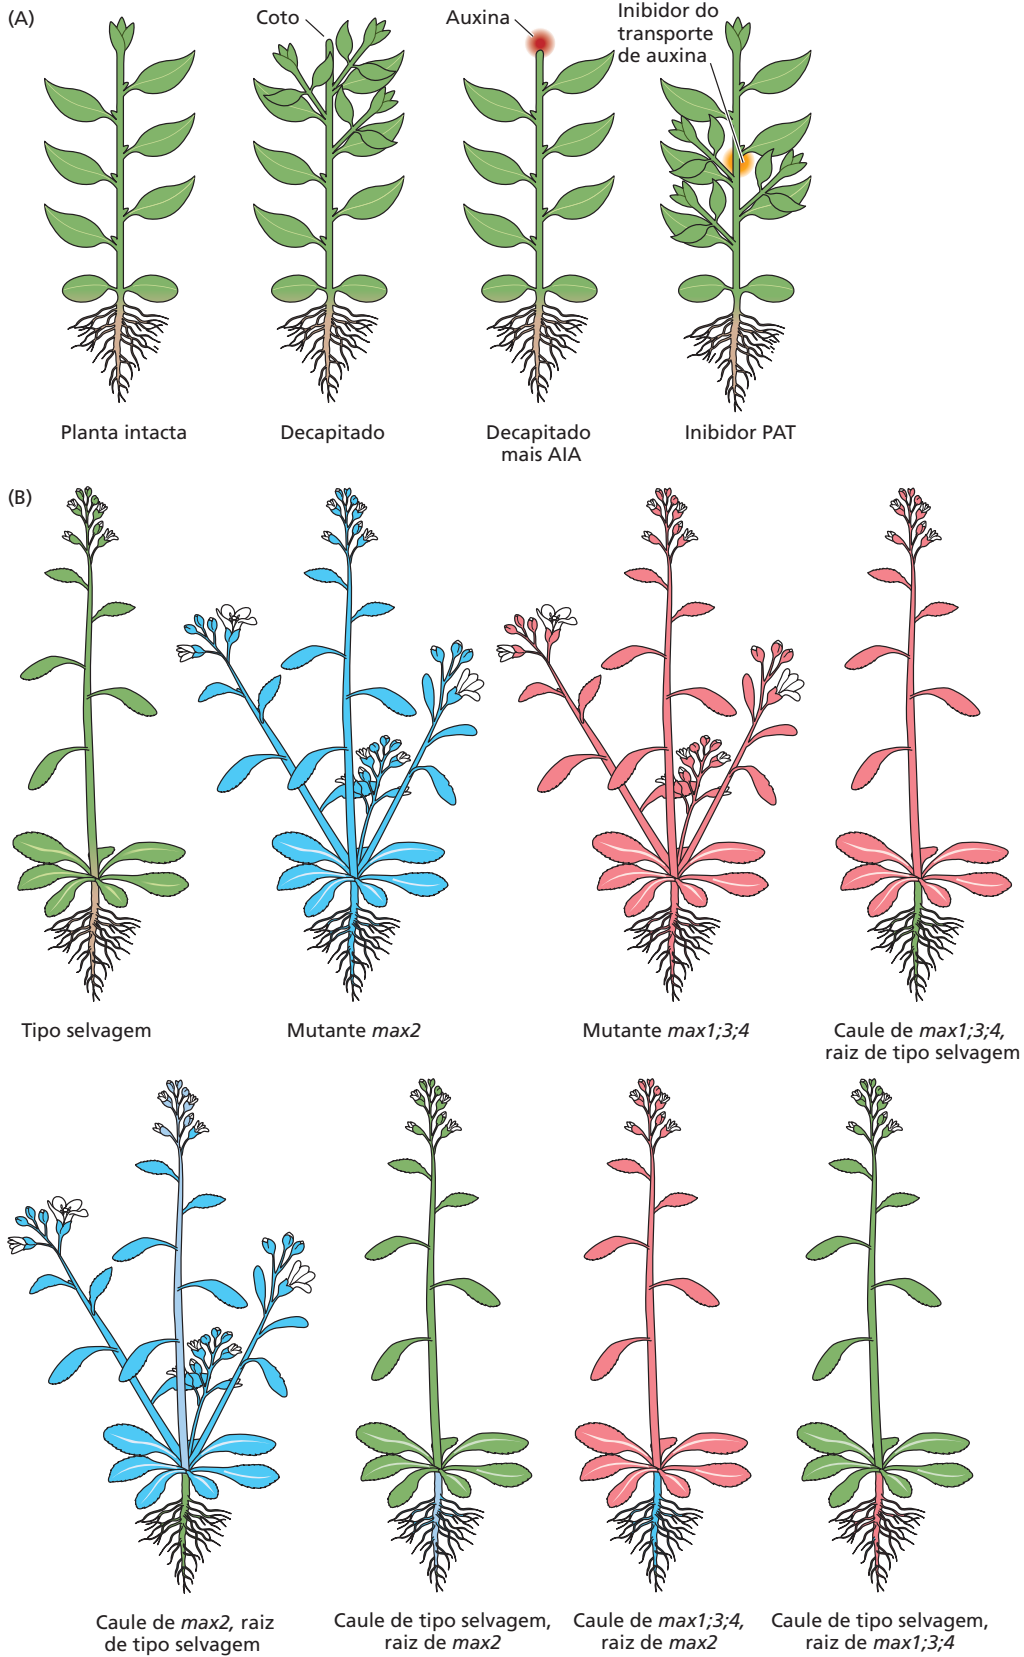 (A)
Coto
Auxina
Inibidor do
transporte
de auxina
Planta intacta
Decapitado
Decapitado
mais AIA
Inibidor PAT
(B)
Tipo selvagem
Mutante max2
Mutante max1;3;4
Caule de max1;3;4,
raiz de tipo selvagem
Caule de max2, raiz
de tipo selvagem
Caule de tipo selvagem,
raiz de max2
Caule de max1;3;4,
raiz de max2
Caule de tipo selvagem,
raiz de max1;3;4